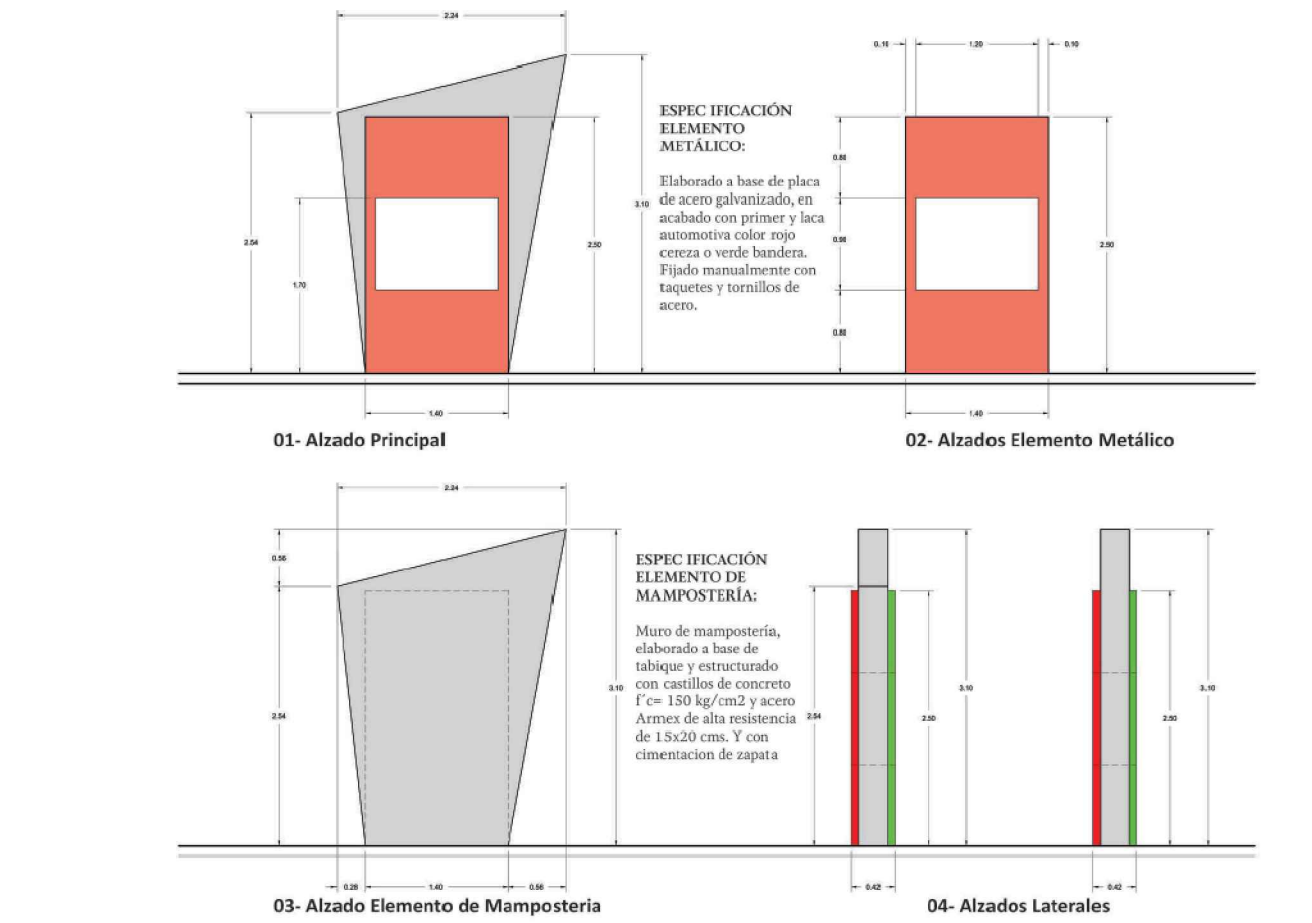 2.24
0.10
1.20
0.10
ESPEC IFICACIÓN
ELEMENTO
METÁLICO:
Elaborado a base de placa
de acero galvanizado, en
acabado con primer y laca
automotiva color rojo
cereza o verde bandera.
Fijado manualmente con
taquetes y tornillos de
acero.
2.54
1.70
2.50
3.10
0.80
0.90
0.80
2.50
1.40
1.40
01- Alzado Principal
02- Alzados Elemento Metálico
2.24
0.56
2.54
3.10
ESPEC IFICACIÓN
ELEMENTO DE
MAMPOSTERÍA:
Muro de mampostería,
elaborado a base de
tabique y estructurado
con castillos de concreto
f´c= 150 kg/cm2 y acero
Armex de alta resistencia
de 15x20 cms. Y con
cimentacion de zapata
2.54
2.50
3.10
2.50
3.10
0.28
1.40
0.56
0.42
0.42
03- Alzado Elemento de Mamposteria
04- Alzados Laterales